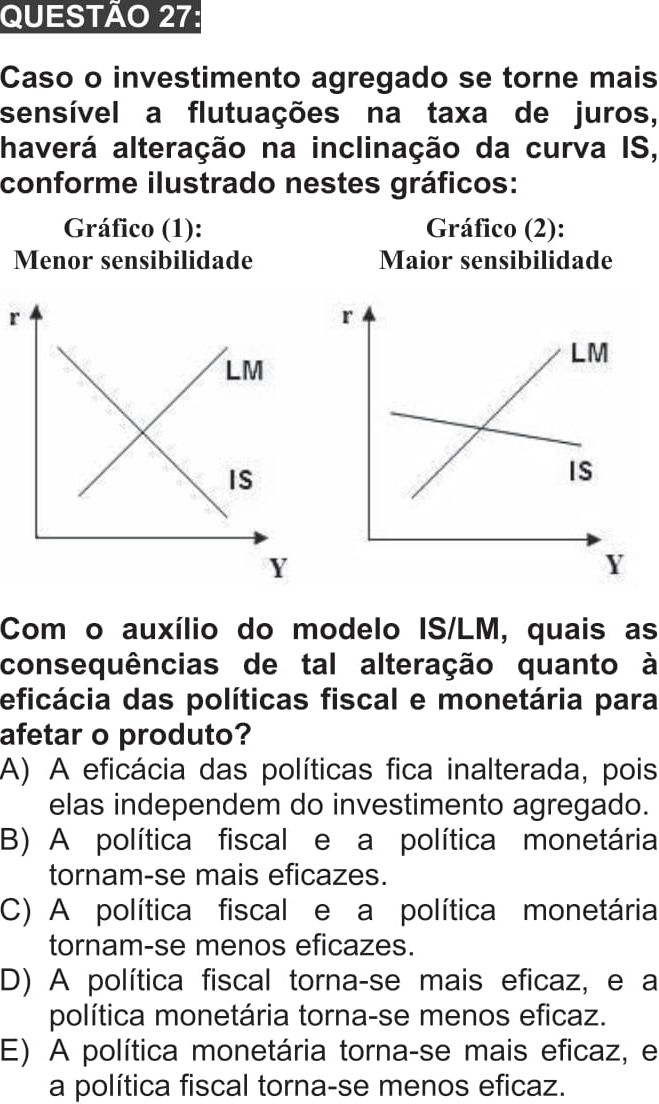 QUESTÃO 27:
Caso o investimento agregado se torne mais
sensível a flutuações na taxa de juros,
haverá alteração na inclinação da curva IS,
conforme ilustrado nestes gráficos:
Gráfico (1):
Menor sensibilidade
Gráfico (2):
Maior sensibilidade
r
LM
IS
Y
r
LM
IS
Y
Com o auxílio do modelo IS/LM, quais as
consequências de tal alteração quanto à
eficácia das políticas fiscal e monetária para
afetar o produto?
A) A eficácia das políticas fica inalterada, pois
elas independem do investimento agregado.
B) A política fiscal e a política monetária
tornam-se mais eficazes.
C) A política fiscal e a política monetária
tornam-se menos eficazes.
D) A política fiscal torna-se mais eficaz, e a
política monetária torna-se menos eficaz.
E) A política monetária torna-se mais eficaz, e
a política fiscal torna-se menos eficaz.